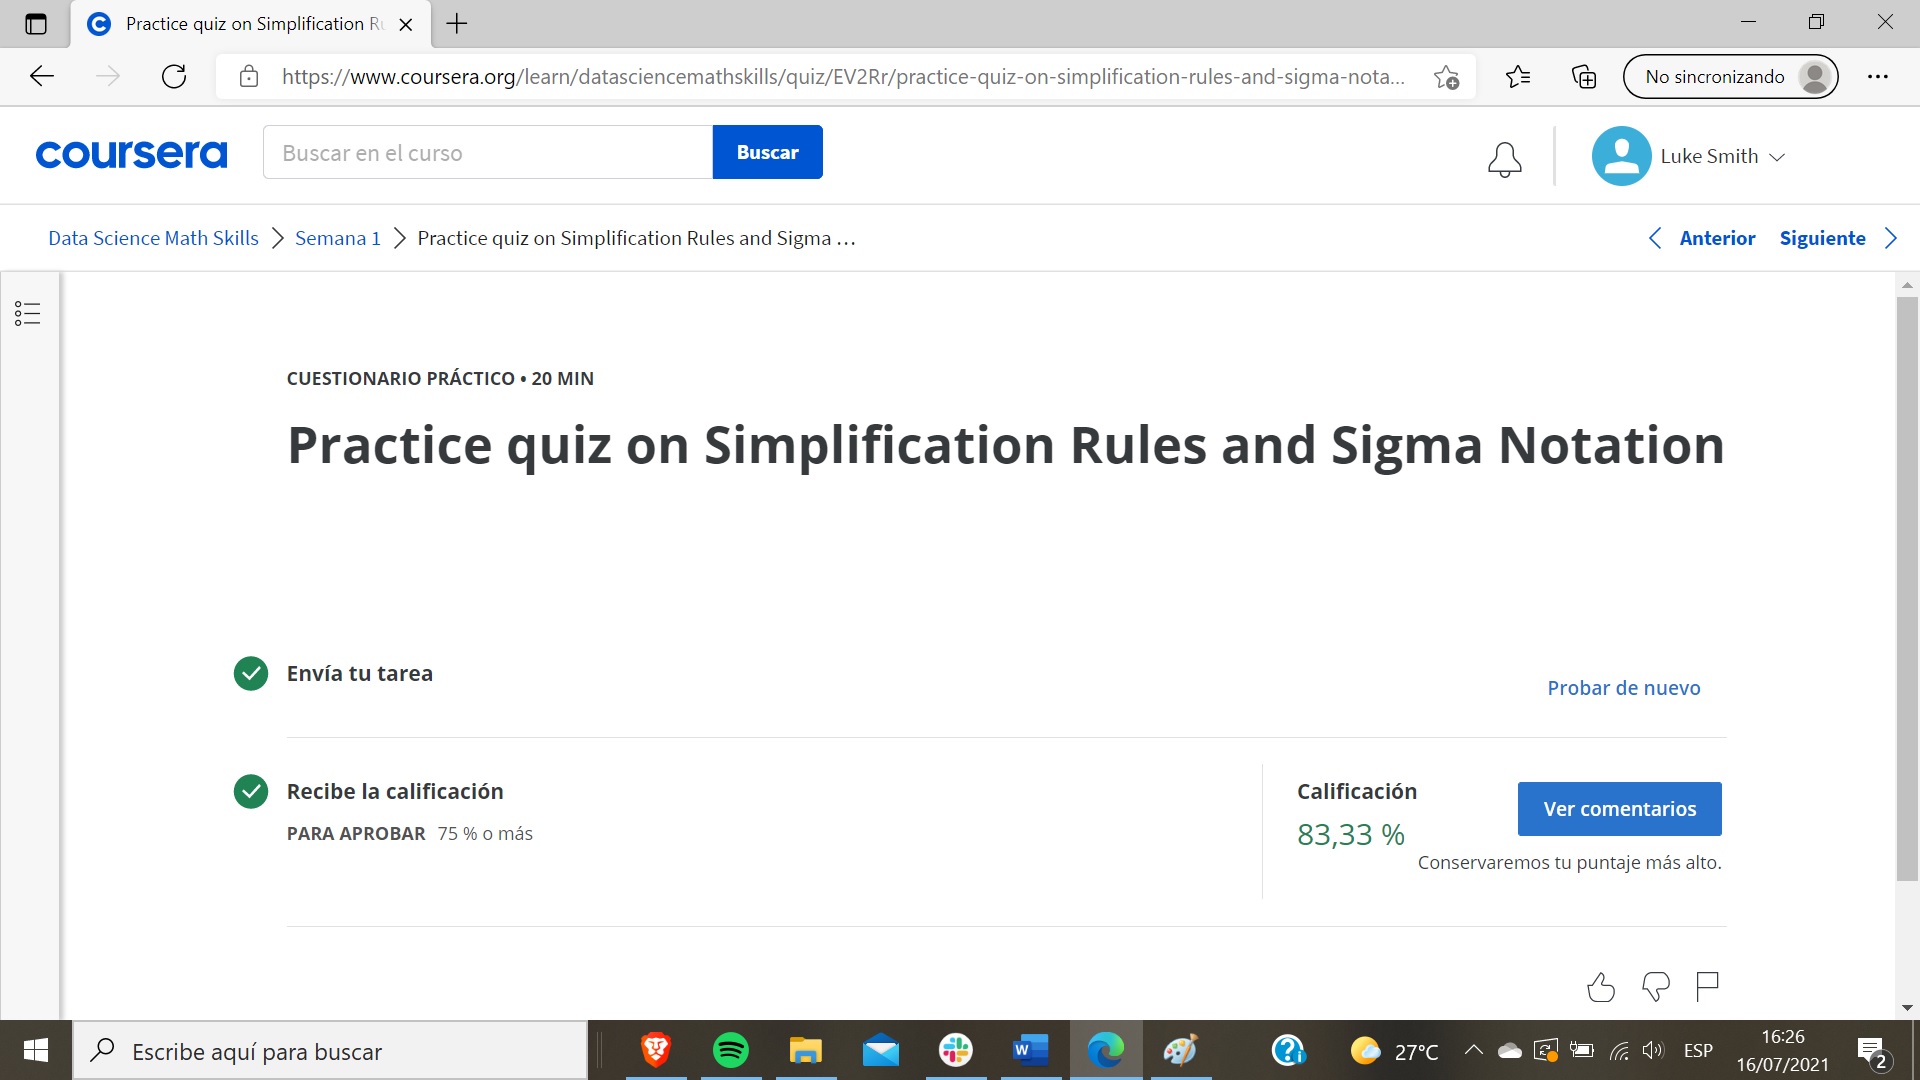 Practice quiz on Simplification Ru
https://www.coursera.org/learn/datasciencemathskills/quiz/EV2Rr/practice-quiz-on-simplification-rules-and-sigma-nota...
No sincronizando
coursera
Buscar en el curso
Buscar
Luke Smith
Data Science Math Skills
Semana 1
Practice quiz on Simplification Rules and Sigma ...
Anterior
Siguiente
CUESTIONARIO PRÁCTICO • 20 MIN
Practice quiz on Simplification Rules and Sigma Notation
Envía tu tarea
Probar de nuevo
Recibe la calificación
PARA APROBAR 75 % o más
Calificación
83,33 %
Ver comentarios
Conservaremos tu puntaje más alto.
Escribe aquí para buscar
27°C
ESP
16:26
16/07/2021
2